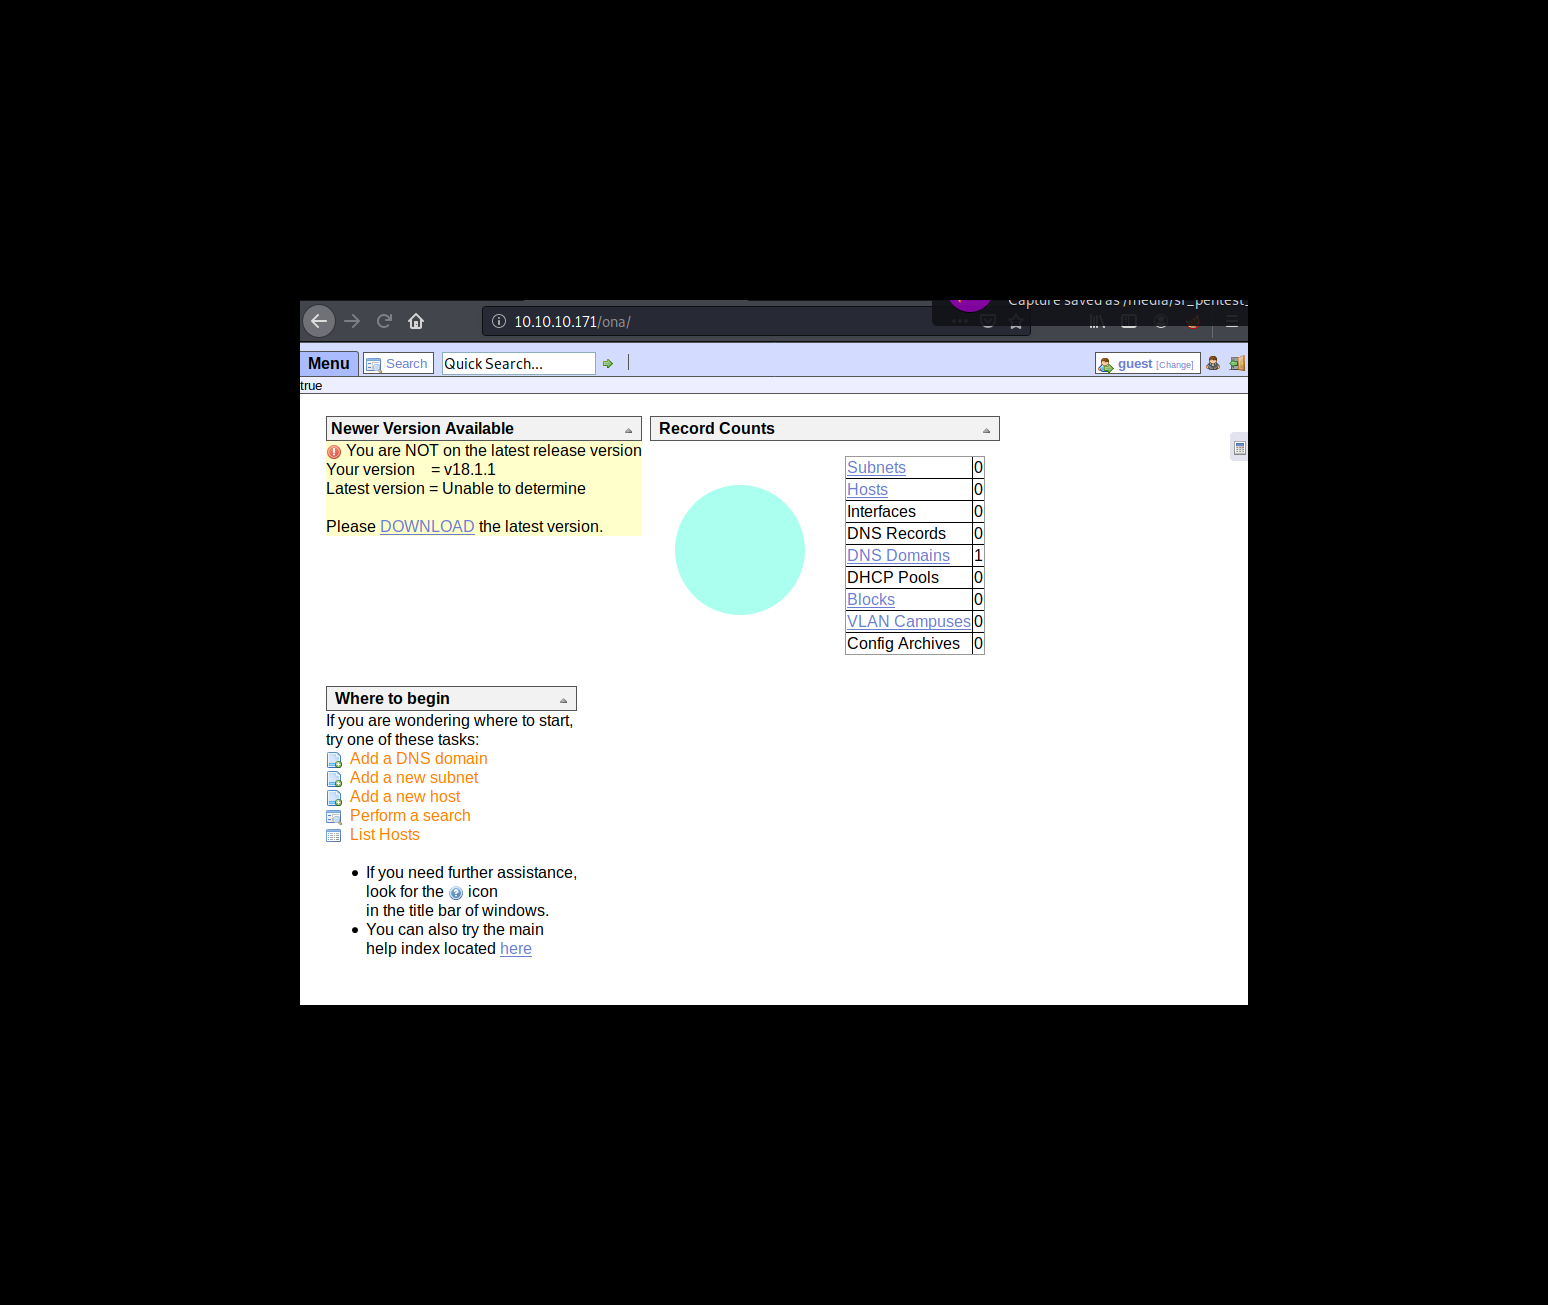 Capture saved as /media/sf_pentest_
10.10.10.171/ona/
Menu Search Quick Search... guest [Change]
true
Newer Version Available
You are NOT on the latest release version
Your version = v18.1.1
Latest version = Unable to determine
Please DOWNLOAD the latest version.
Record Counts
Subnets 0
Hosts 0
Interfaces 0
DNS Records 0
DNS Domains 1
DHCP Pools 0
Blocks 0
VLAN Campuses 0
Config Archives 0
Where to begin
If you are wondering where to start,
try one of these tasks:
Add a DNS domain
Add a new subnet
Add a new host
Perform a search
List Hosts
• If you need further assistance,
look for the ? icon
in the title bar of windows.
• You can also try the main
help index located here